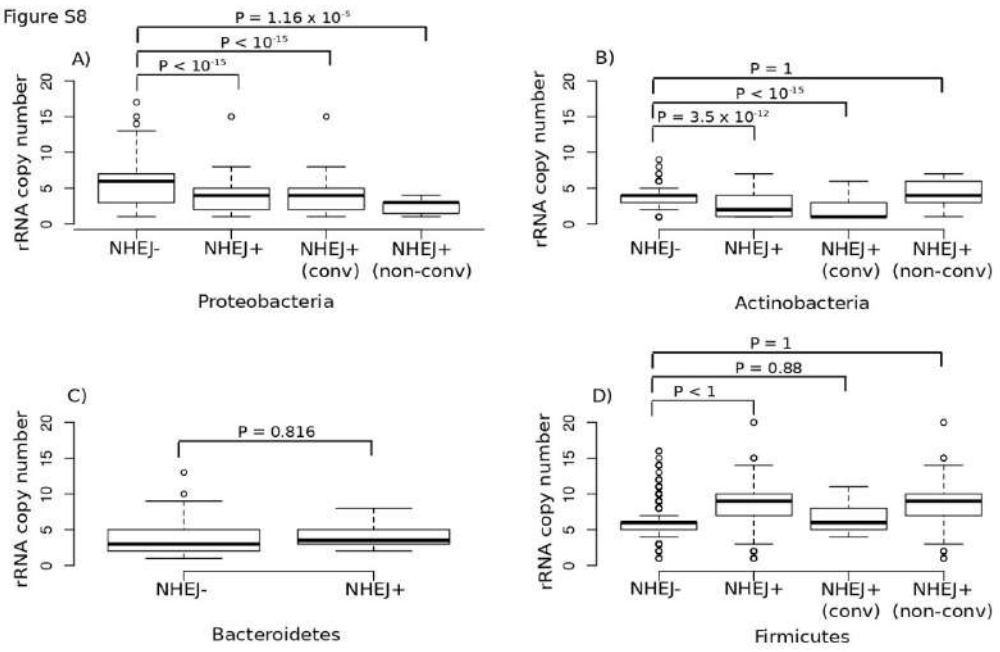 Figure S8
P = 1.16 x 10-5
P < 10-15
P < 10-15
A)
rRNA copy number
20
15
10
5
0
NHEJ-
NHEJ+
NHEJ+
(conv)
NHEJ+
(non-conv)
Proteobacteria
B)
P = 1
P < 10-15
P = 3.5 x 10-12
rRNA copy number
20
15
10
5
0
NHEJ-
NHEJ+
NHEJ+
(conv)
NHEJ+
(non-conv)
Actinobacteria
C)
P = 0.816
rRNA copy number
20
15
10
5
0
NHEJ-
NHEJ+
Bacteroidetes
D)
P = 1
P = 0.88
P < 1
rRNA copy number
20
15
10
5
0
NHEJ-
NHEJ+
NHEJ+
(conv)
NHEJ+
(non-conv)
Firmicutes